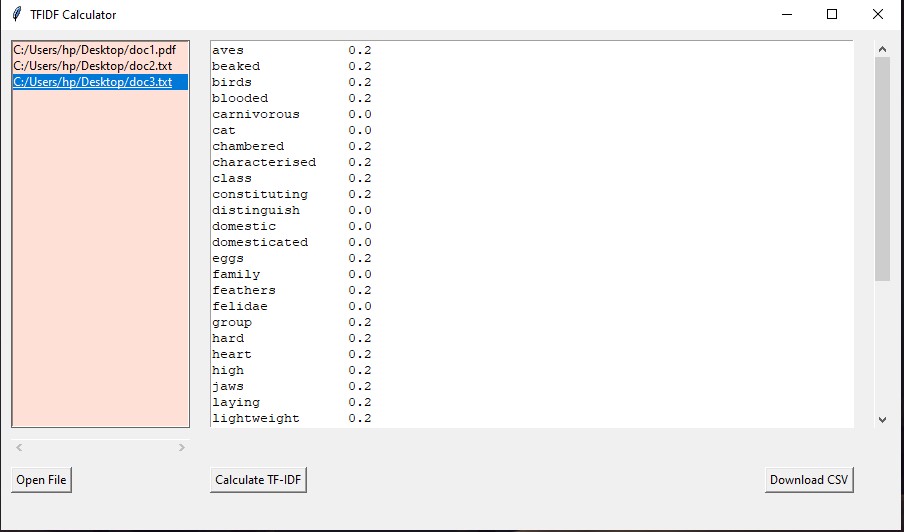 TFIDF Calculator
C:/Users/hp/Desktop/doc1.pdf
C:/Users/hp/Desktop/doc2.txt
C:/Users/hp/Desktop/doc3.txt
aves 0.2
beaked 0.2
birds 0.2
blooded 0.2
carnivorous 0.0
cat 0.0
chambered 0.2
characterised 0.2
class 0.2
constituting 0.2
distinguish 0.0
domestic 0.0
domesticated 0.0
eggs 0.2
family 0.0
feathers 0.2
felidae 0.0
group 0.2
hard 0.2
heart 0.2
high 0.2
jaws 0.2
laying 0.2
lightweight 0.2
Open File
Calculate TF-IDF
Download CSV